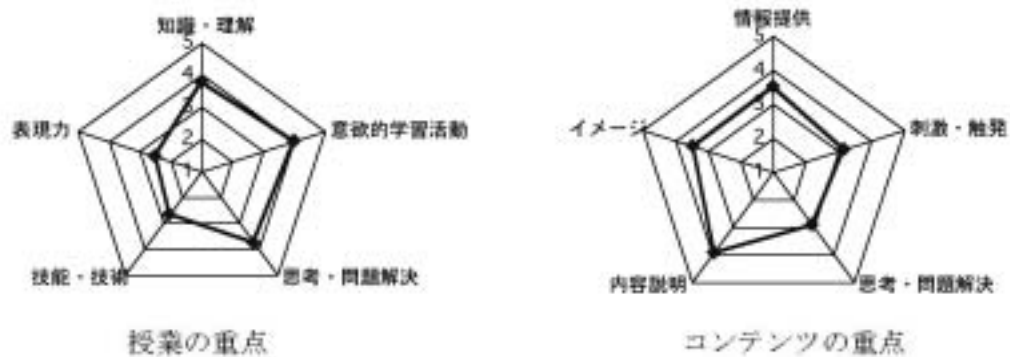 知識・理解
5
4
3
2
1
表現力
意欲的学習活動
技能・技術
思考・問題解決
授業の重点
情報提供
5
4
3
2
1
イメージ
刺激・触発
内容説明
思考・問題解決
コンテンツの重点